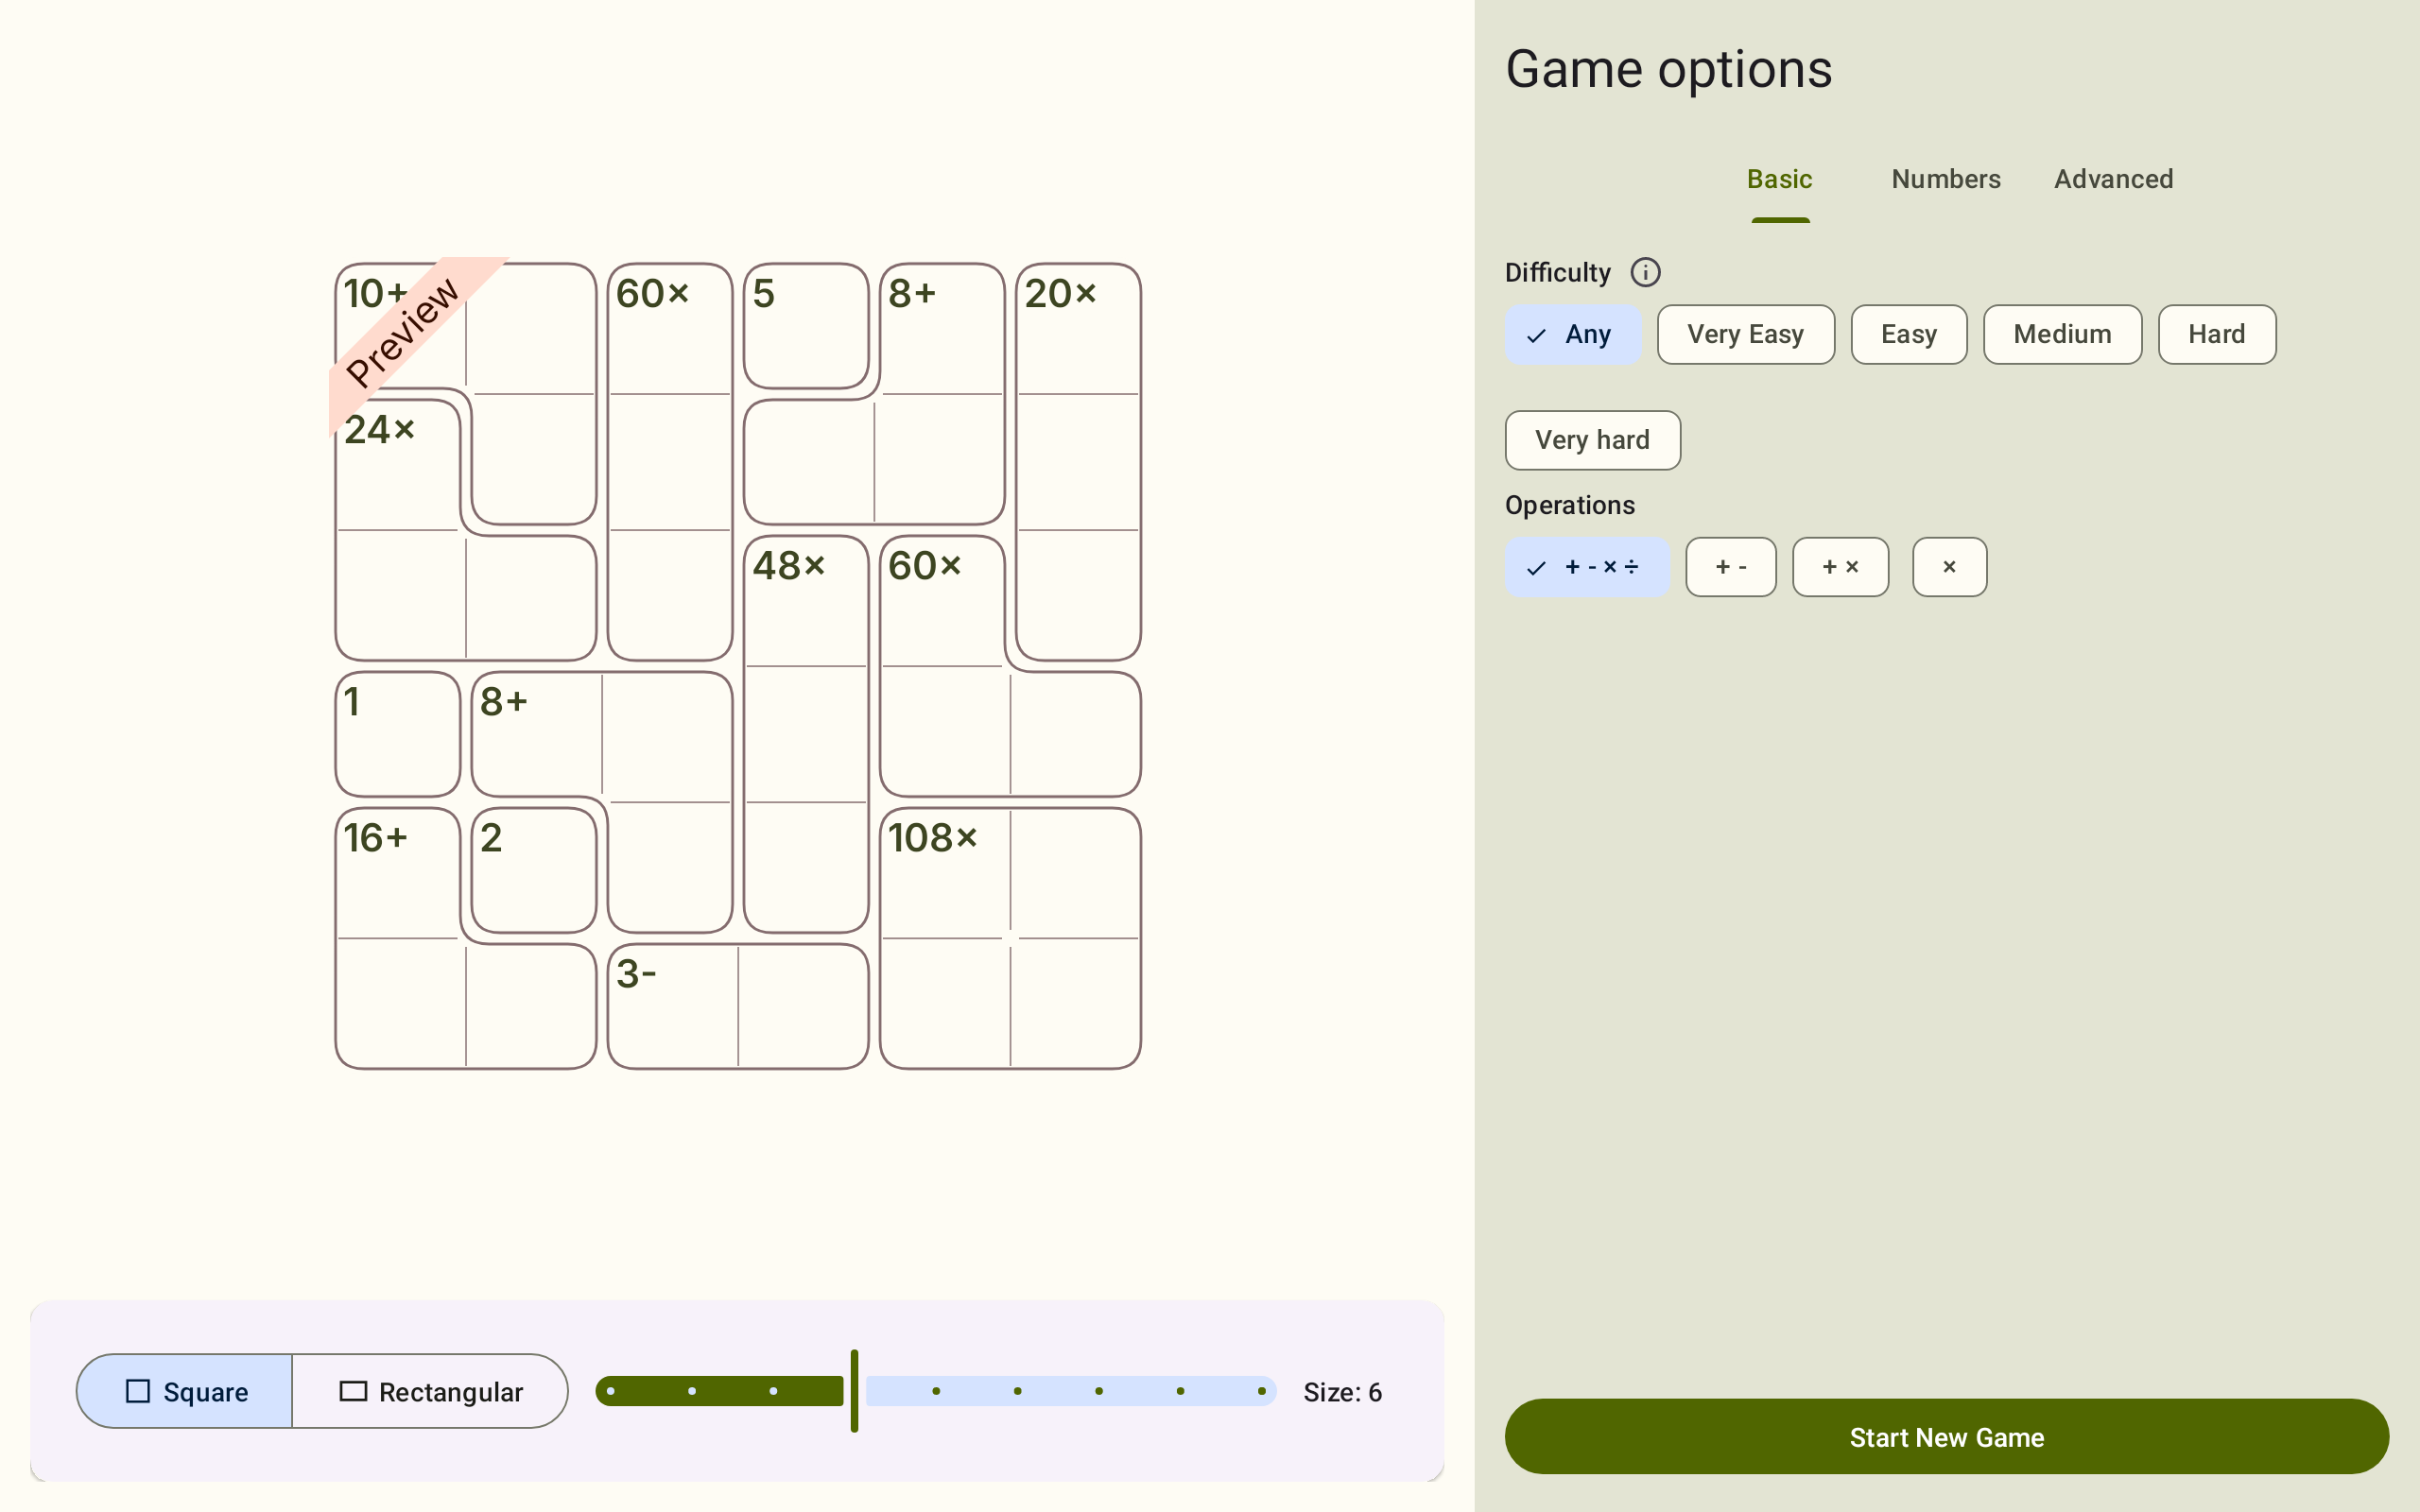 Game options
Basic Numbers Advanced
Difficulty
Any Very Easy Easy Medium Hard
Very hard
Operations
+ - × ÷ + - + × ×
Preview
10+ 60× 5 8+ 20×
24×
48× 60×
1 8+
16+ 2 108×
3-
Square Rectangular Size: 6
Start New Game